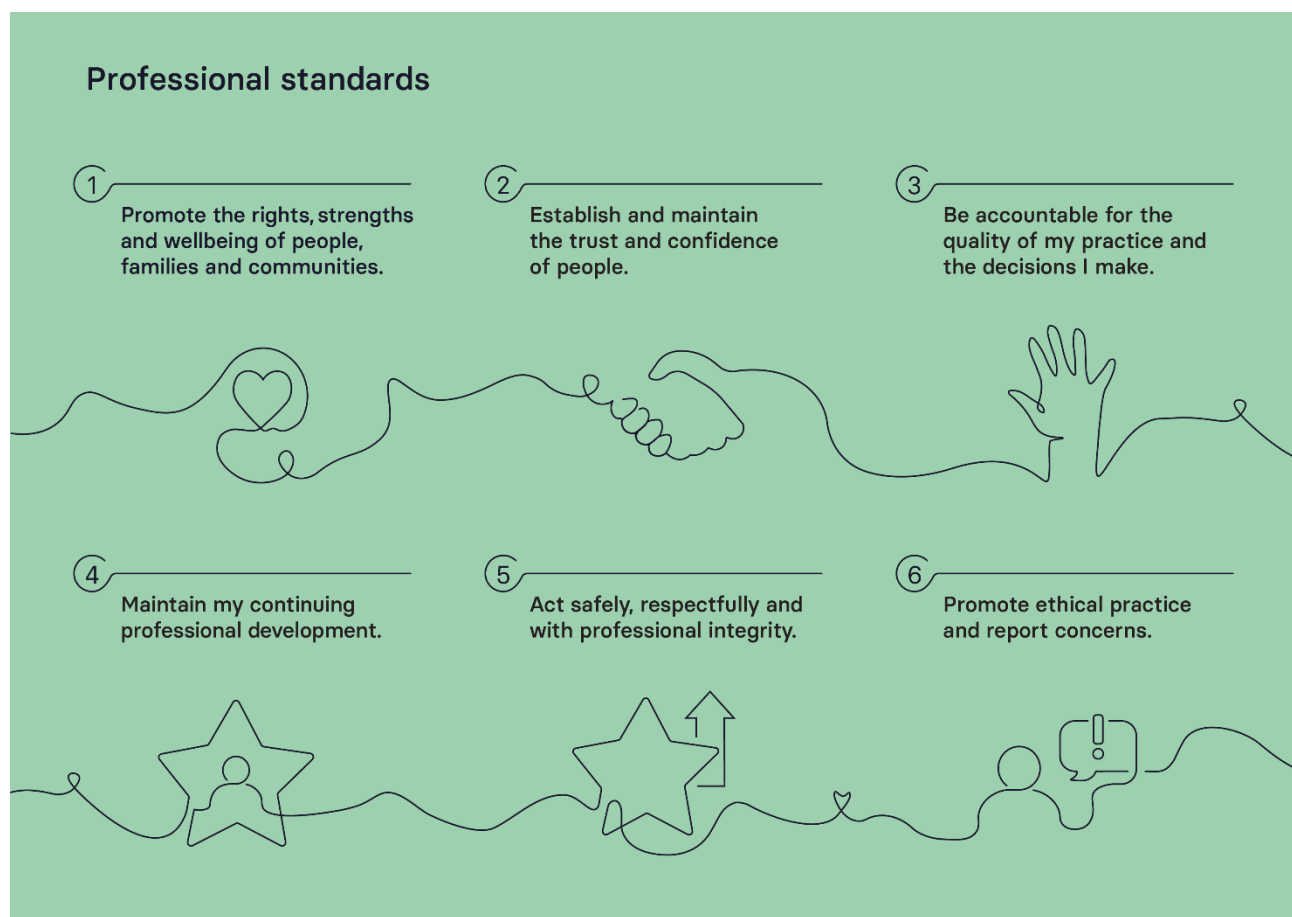 Professional standards
1
Promote the rights, strengths
and wellbeing of people,
families and communities.
2
Establish and maintain
the trust and confidence
of people.
3
Be accountable for the
quality of my practice and
the decisions I make.
4
Maintain my continuing
professional development.
5
Act safely, respectfully and
with professional integrity.
6
Promote ethical practice
and report concerns.
!